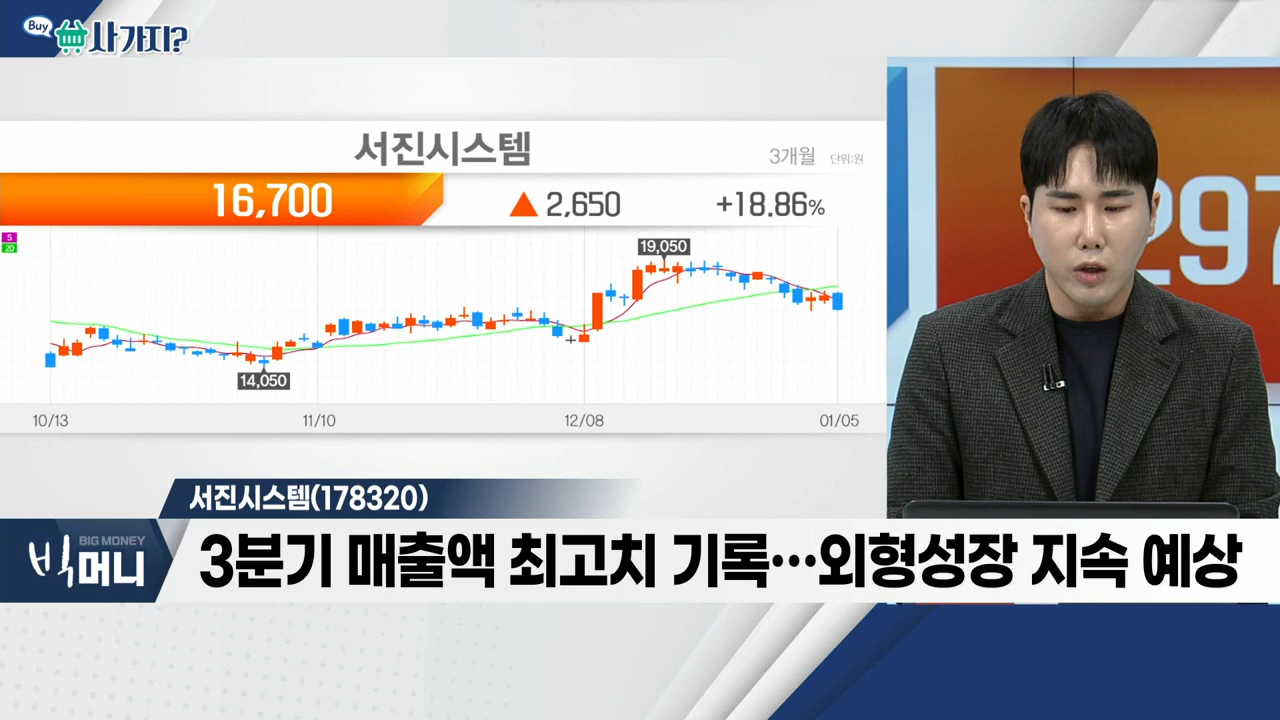 Buy
사가지?
서진시스템
3개월 단위:원
16,700 ▲ 2,650 +18.86%
5
20
19,050
14,050
10/13 11/10 12/08 01/05
297
서진시스템(178320)
BIG MONEY
빅머니
3분기 매출액 최고치 기록…외형성장 지속 예상